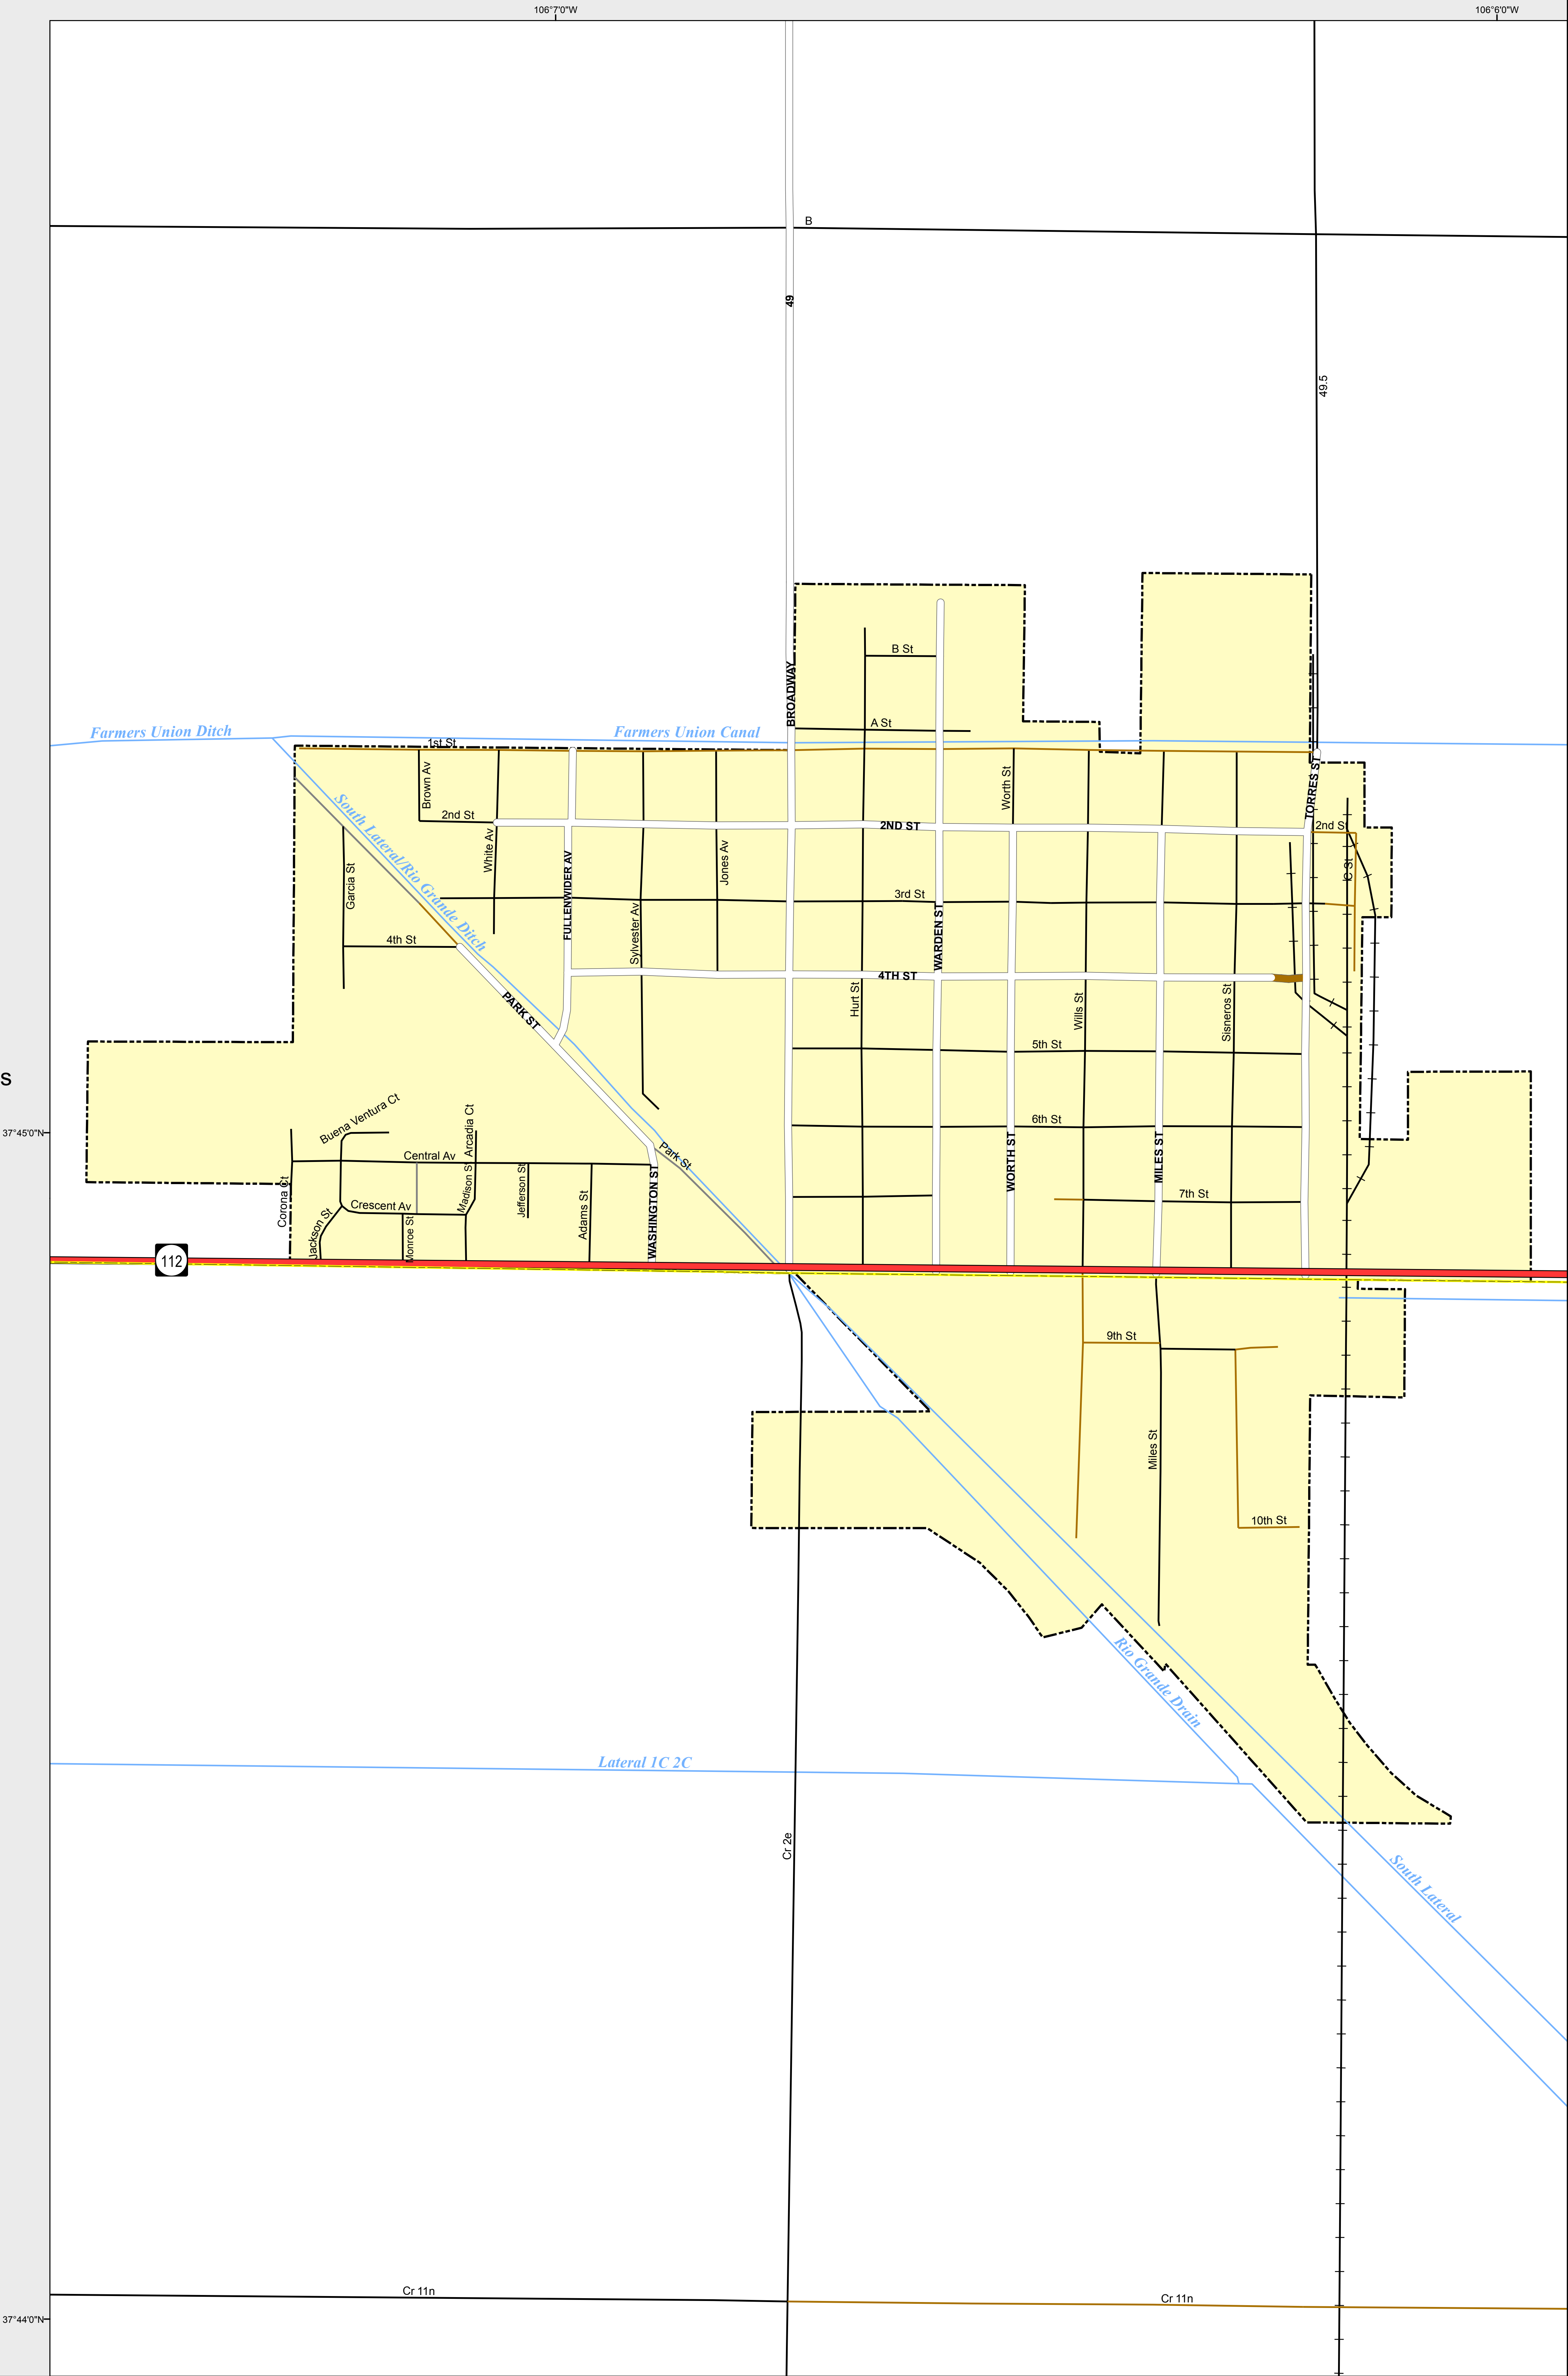 106°7'0"W
106°6'0"W
B
49
49.5
B St
BROADWAY
A St
Farmers Union Ditch
Farmers Union Canal
1st St
Brown Av
Worth St
TORRES ST
South Lateral/Rio Grande Ditch
2nd St
2ND ST
2nd St
White Av
Jones Av
C St
Garcia St
FULLENWIDER AV
3rd St
Sylvester Av
WARDEN ST
4th St
4TH ST
PARK ST
Hurt St
Wills St
Sisneros St
5th St
S
Buena Ventura Ct
Arcadia Ct
6th St
37°45'0"N
Central Av
Park St
WORTH ST
MILES ST
Corona Ct
Madison St
Jefferson St
Adams St
WASHINGTON ST
7th St
Crescent Av
Jackson St
Monroe St
112
9th St
Miles St
10th St
Rio Grande Drain
Lateral 1C 2C
Cr 2e
South Lateral
Cr 11n
Cr 11n
37°44'0"N